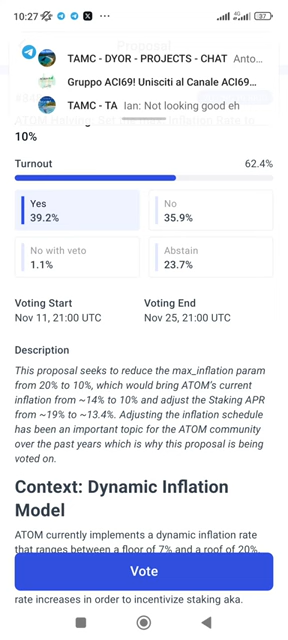 10:27
37
TAMC - DYOR - PROJECTS - CHAT Anto...
Gruppo ACI69! Unisciti al Canale ACI69...
TAMC - TA Ian: Not looking good eh
10%
Turnout
62.4%
Yes
39.2%
No
35.9%
No with veto
1.1%
Abstain
23.7%
Voting Start
Nov 11, 21:00 UTC
Voting End
Nov 25, 21:00 UTC
Description
This proposal seeks to reduce the max_inflation param
from 20% to 10%, which would bring ATOM's current
inflation from ~14% to 10% and adjust the Staking APR
from ~19% to ~13.4%. Adjusting the inflation schedule
has been an important topic for the ATOM community
over the past years which is why this proposal is being
voted on.
Context: Dynamic Inflation
Model
ATOM currently implements a dynamic inflation rate
that ranges between a floor of 7% and a roof of 20%.
Vote
rate increases in order to incentivize staking aka.